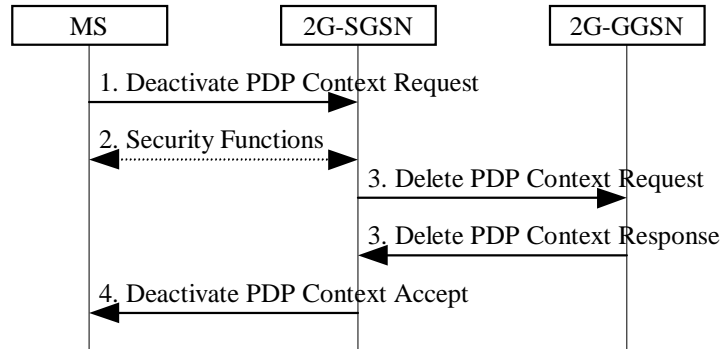 MS
2G-SGSN
2G-GGSN
1. Deactivate PDP Context Request
2. Security Functions
3. Delete PDP Context Request
3. Delete PDP Context Response
4. Deactivate PDP Context Accept